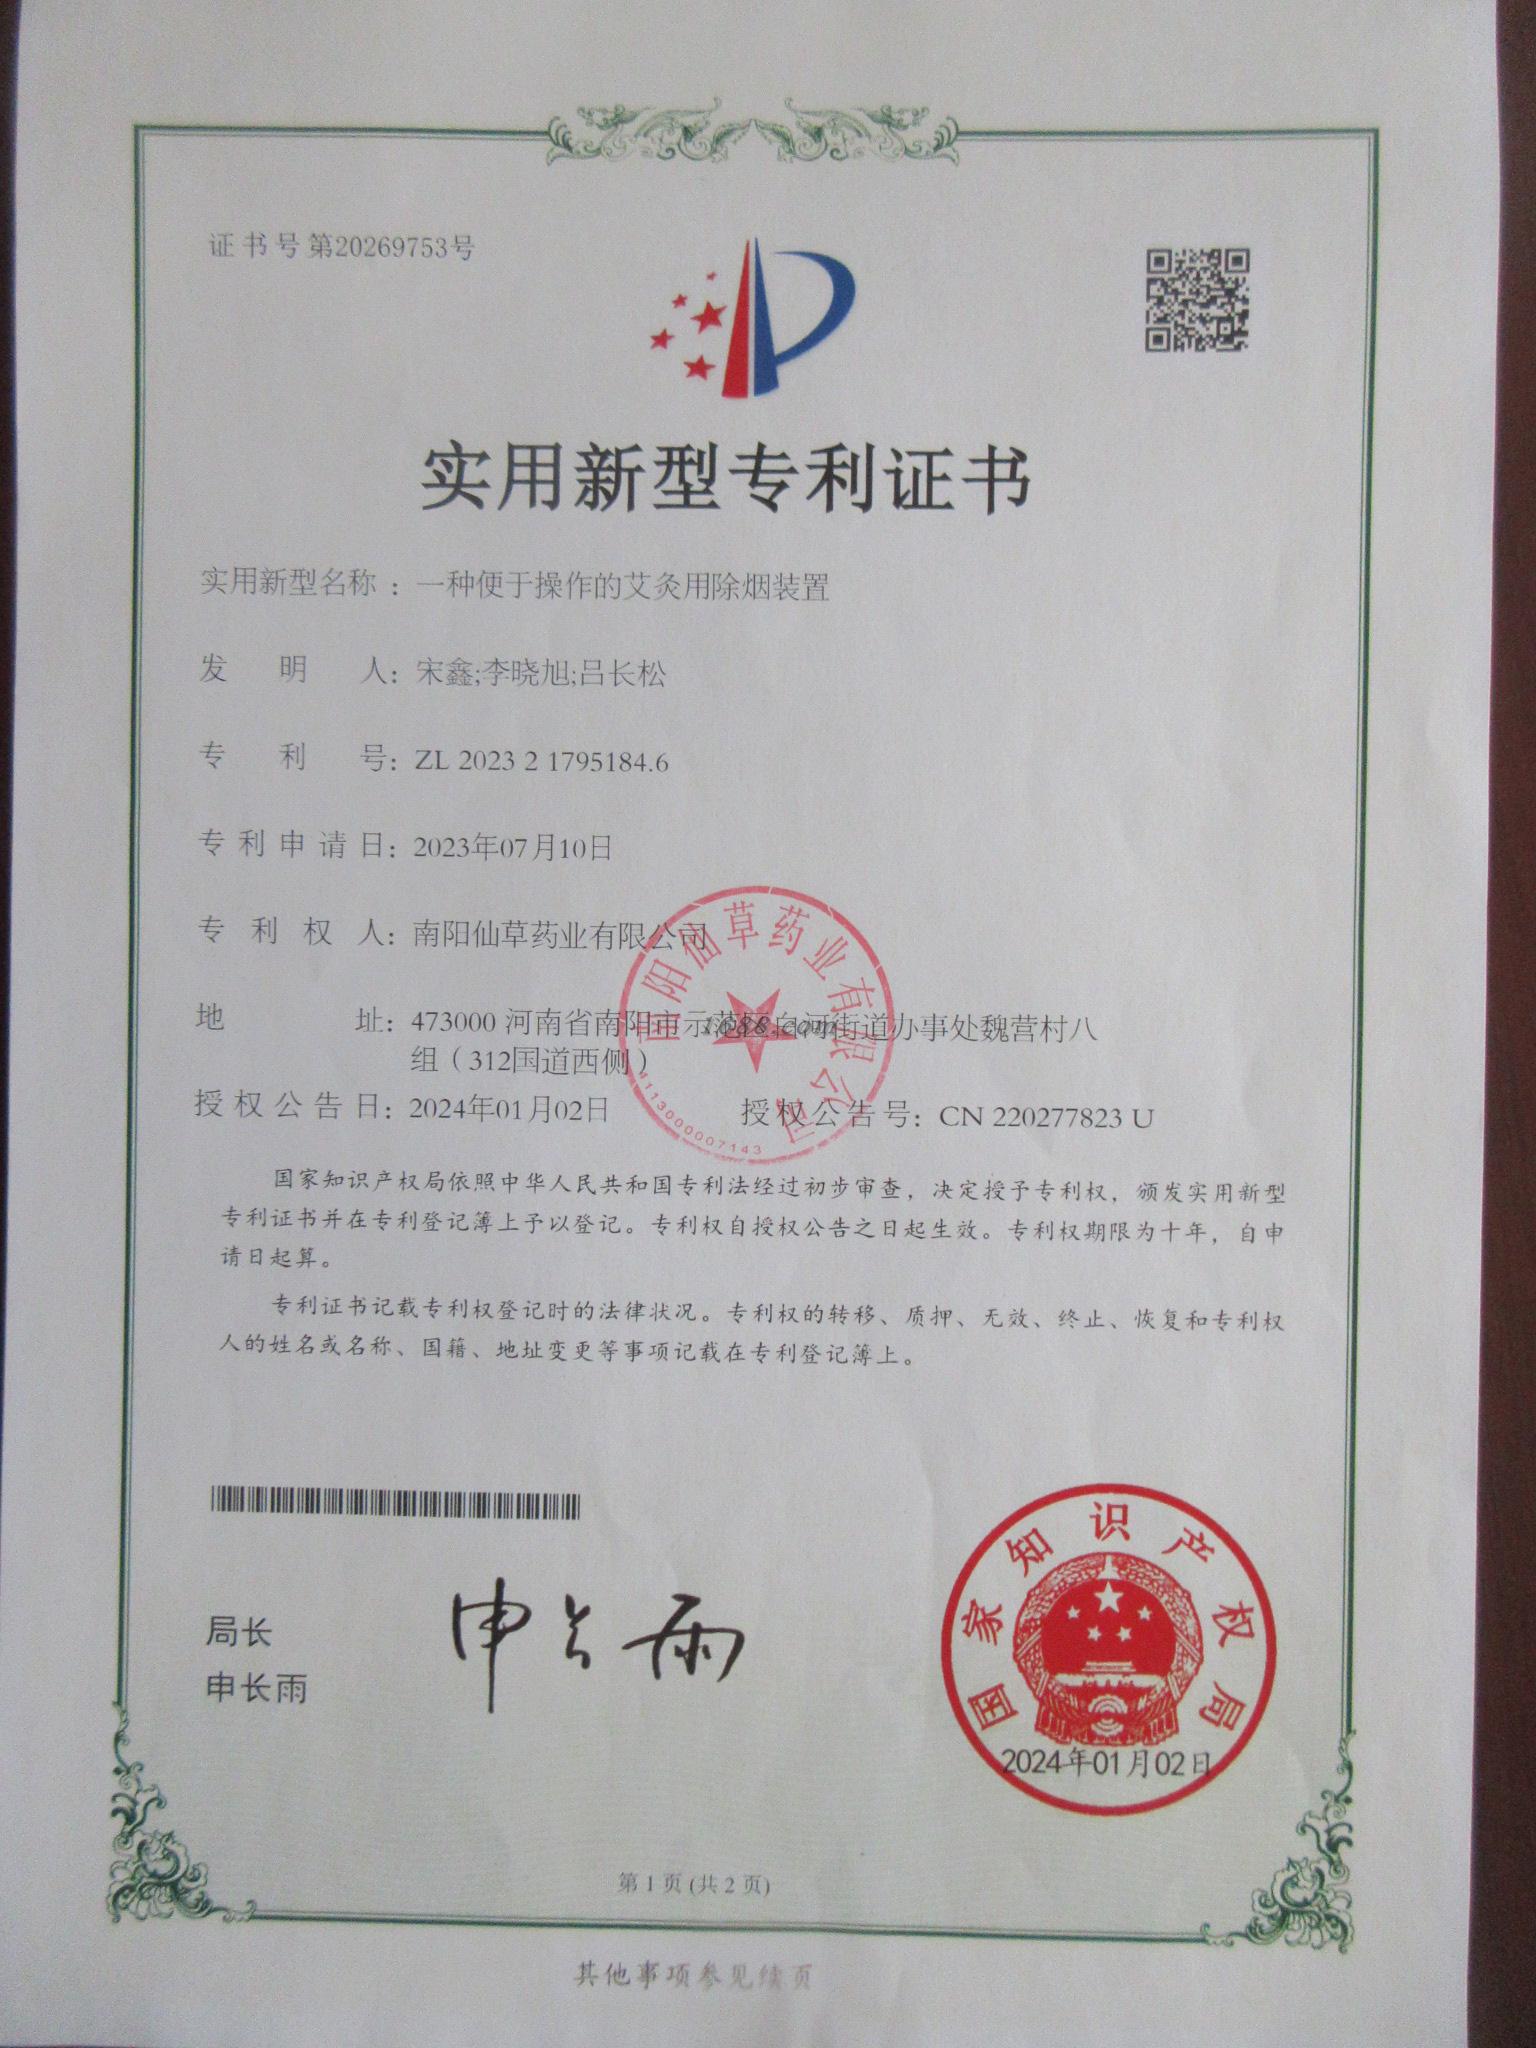 证书号第20269753号
实用新型专利证书
实用新型名称：一种便于操作的艾灸用除烟装置
发明人：宋鑫;李晓旭;吕长松
专利号：ZL 2023 2 1795184.6
专利申请日：2023年07月10日
专利权人：南阳仙草药业有限公司
地址：473000 河南省南阳市示范区白河街道办事处魏营村八
组（312国道西侧）
授权公告日：2024年01月02日 授权公告号：CN 220277823 U
南阳仙草药业有限公司
4113000007143
1688.com
国家知识产权局依照中华人民共和国专利法经过初步审查，决定授予专利权，颁发实用新型
专利证书并在专利登记簿上予以登记。专利权自授权公告之日起生效。专利权期限为十年，自申
请日起算。
专利证书记载专利权登记时的法律状况。专利权的转移、质押、无效、终止、恢复和专利权
人的姓名或名称、国籍、地址变更等事项记载在专利登记簿上。
局长
申长雨
申长雨
国家知识产权局
2024年01月02日
第 1 页 (共 2 页)
其他事项参见续页